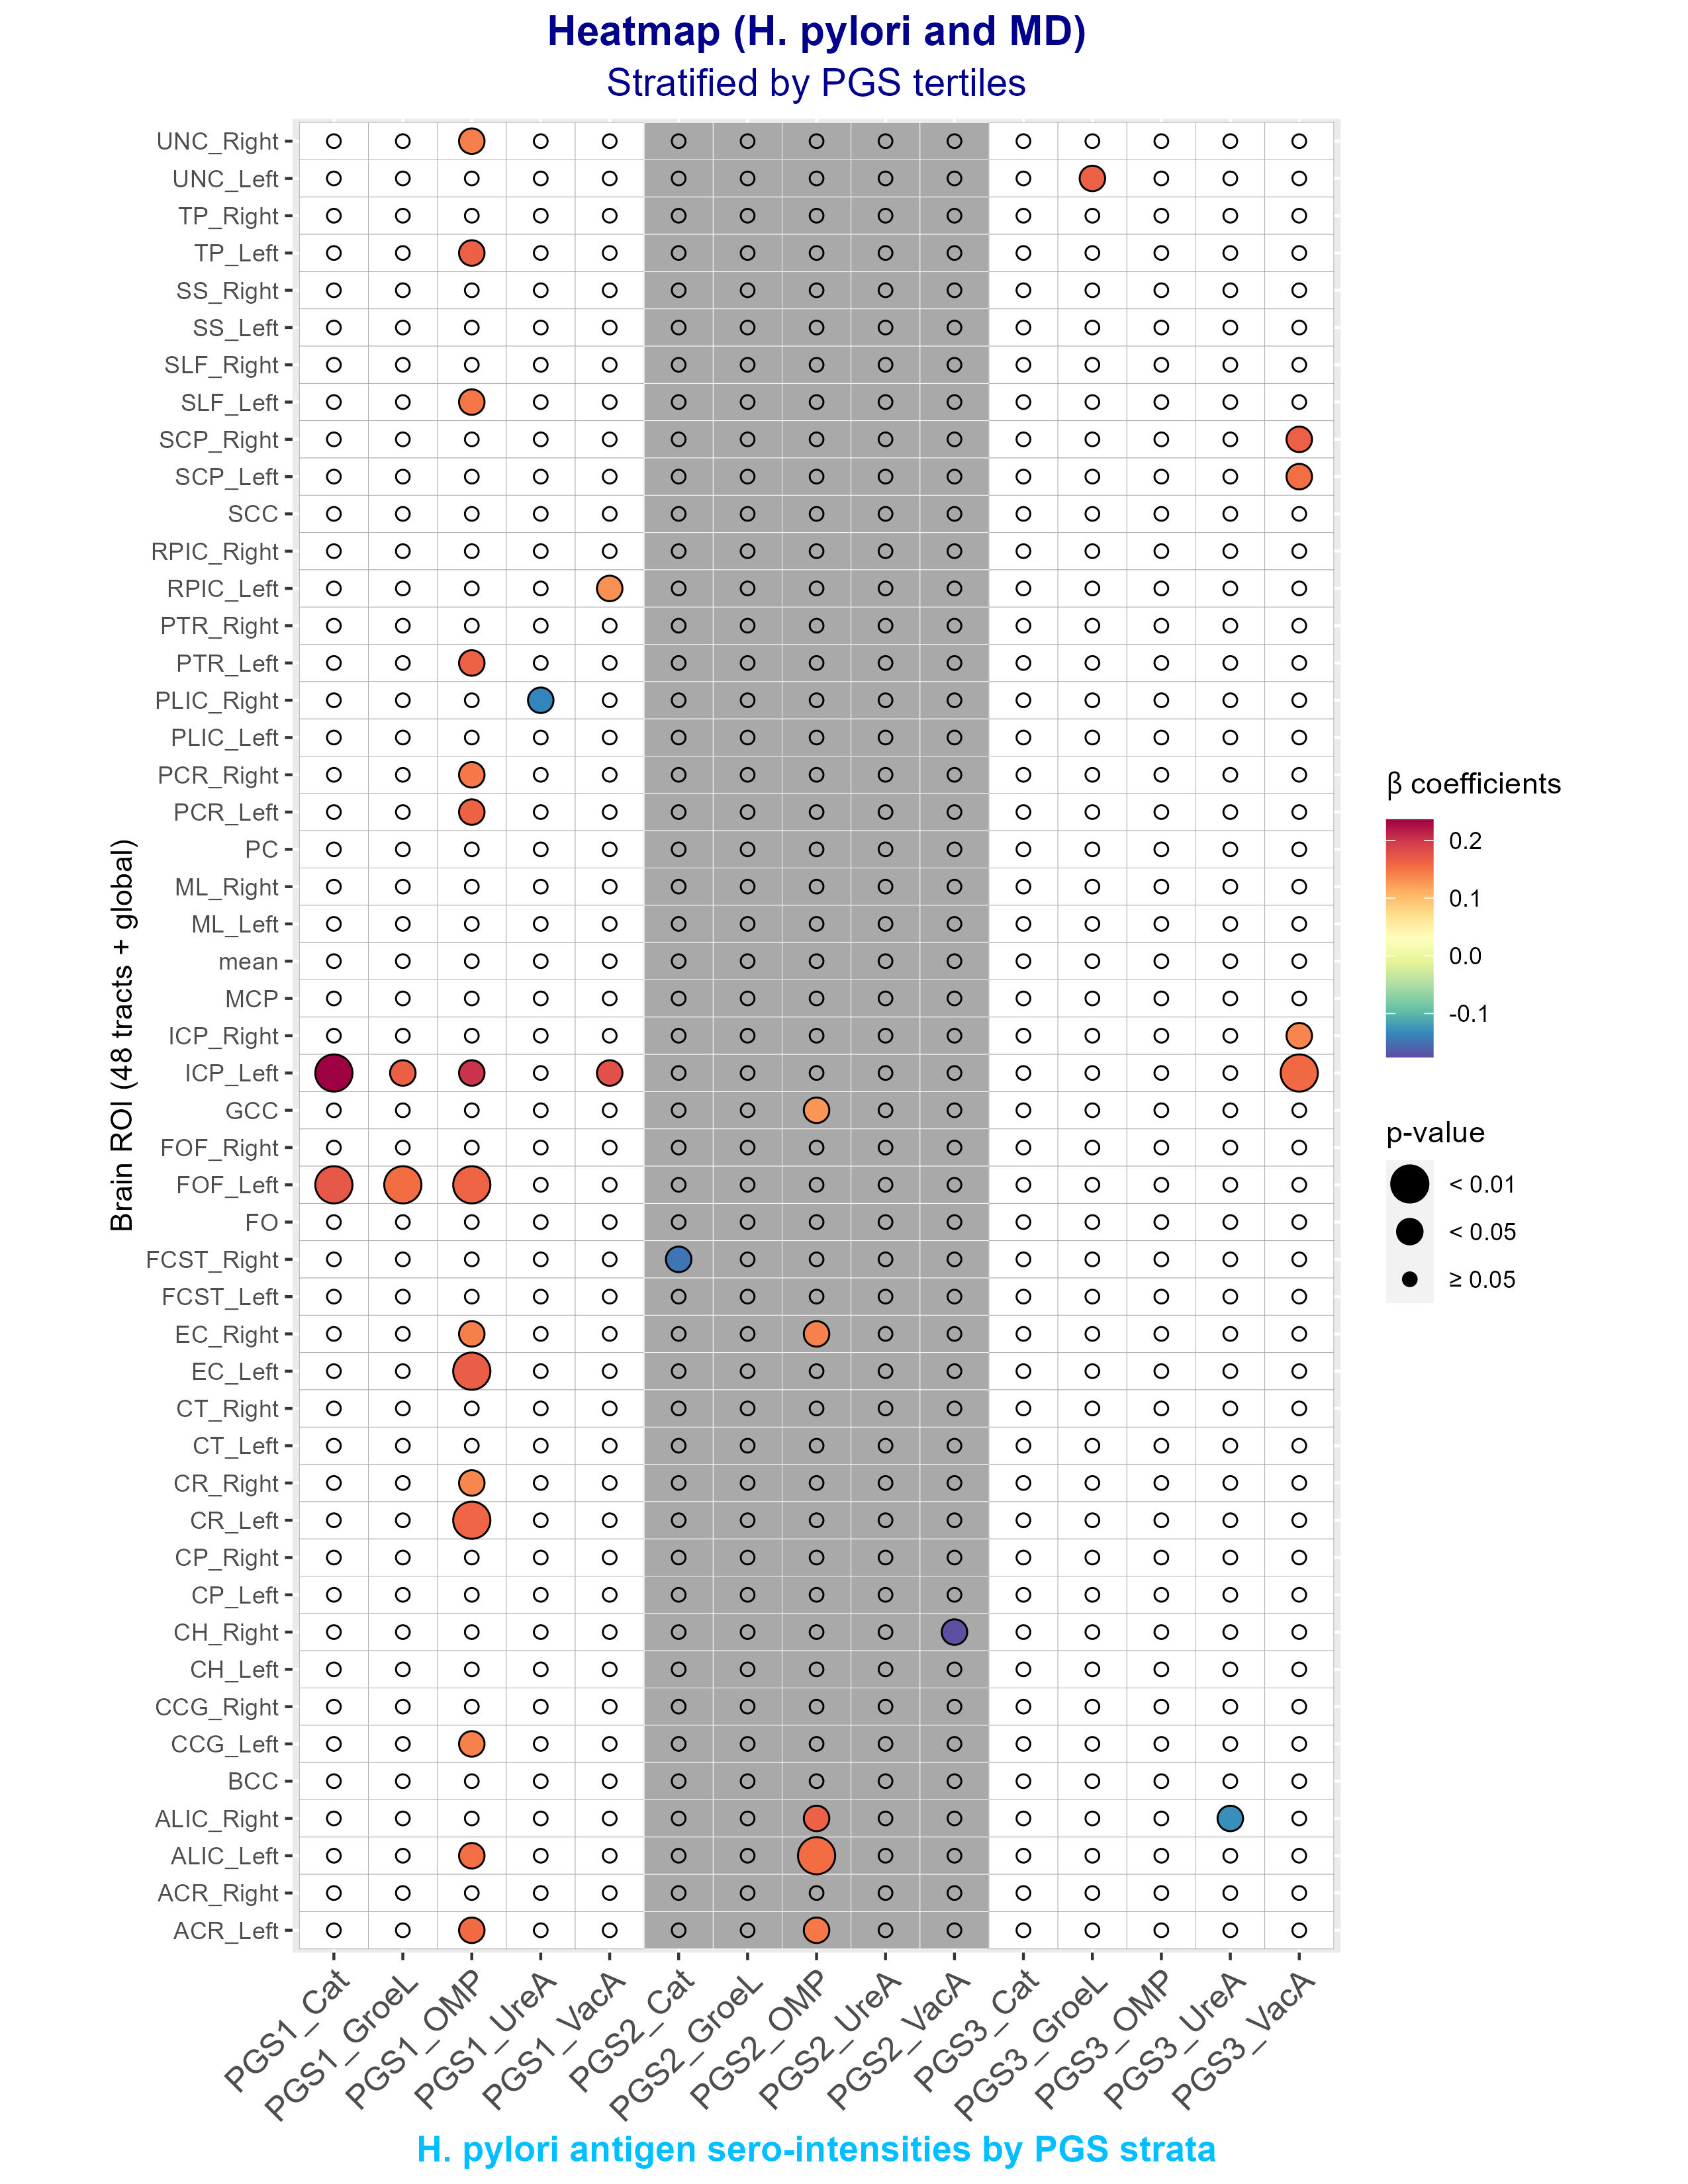 Heatmap (H. pylori and MD)
Stratified by PGS tertiles
Brain ROI (48 tracts + global)
UNC_Right
UNC_Left
TP_Right
TP_Left
SS_Right
SS_Left
SLF_Right
SLF_Left
SCP_Right
SCP_Left
SCC
RPIC_Right
RPIC_Left
PTR_Right
PTR_Left
PLIC_Right
PLIC_Left
PCR_Right
PCR_Left
PC
ML_Right
ML_Left
mean
MCP
ICP_Right
ICP_Left
GCC
FOF_Right
FOF_Left
FO
FCST_Right
FCST_Left
EC_Right
EC_Left
CT_Right
CT_Left
CR_Right
CR_Left
CP_Right
CP_Left
CH_Right
CH_Left
CCG_Right
CCG_Left
BCC
ALIC_Right
ALIC_Left
ACR_Right
ACR_Left
PGS1_Cat
PGS1_GroeL
PGS1_OMP
PGS1_UreA
PGS1_VacA
PGS2_Cat
PGS2_GroeL
PGS2_OMP
PGS2_UreA
PGS2_VacA
PGS3_Cat
PGS3_GroeL
PGS3_OMP
PGS3_UreA
PGS3_VacA
H. pylori antigen sero-intensities by PGS strata
β coefficients
0.2
0.1
0.0
-0.1
p-value
< 0.01
< 0.05
≥ 0.05